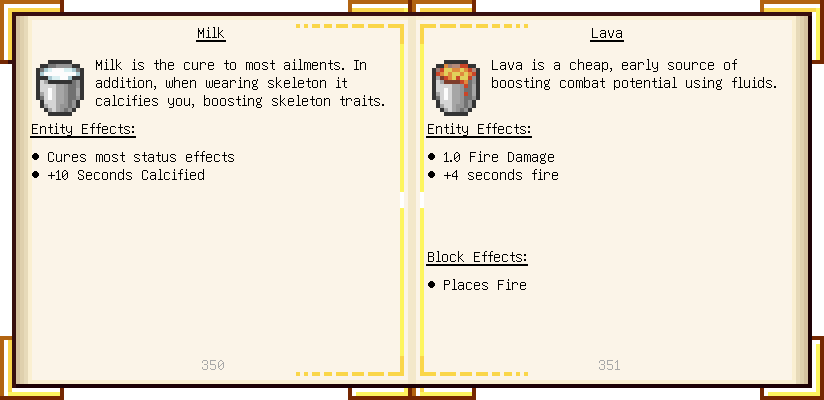 Milk
Milk is the cure to most ailments. In
addition, when wearing skeleton it
calcifies you, boosting skeleton traits.
Entity Effects:
● Cures most status effects
● +10 Seconds Calcified
350
Lava
Lava is a cheap, early source of
boosting combat potential using fluids.
Entity Effects:
● 1.0 Fire Damage
● +4 seconds fire
Block Effects:
● Places Fire
351